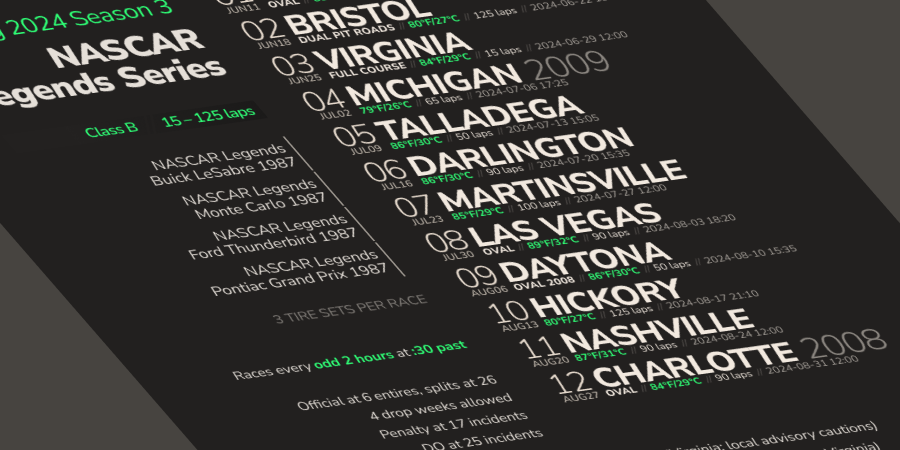 2024 Season 3
NASCAR
Legends Series
Class B 15 – 125 laps
NASCAR Legends
Buick LeSabre 1987
NASCAR Legends
Monte Carlo 1987
NASCAR Legends
Ford Thunderbird 1987
NASCAR Legends
Pontiac Grand Prix 1987
3 TIRE SETS PER RACE
Races every odd 2 hours at :30 past
Official at 6 entires, splits at 26
4 drop weeks allowed
Penalty at 17 incidents
DQ at 25 incidents
JUN11 OVAL
02 BRISTOL
JUN18 DUAL PIT ROADS // 80°F/27°C // 125 laps // 2024-06-22
03 VIRGINIA
JUN25 FULL COURSE // 84°F/29°C // 15 laps // 2024-06-29 12:00
04 MICHIGAN 2009
JUL02 79°F/26°C // 65 laps // 2024-07-06 17:25
05 TALLADEGA
JUL09 86°F/30°C // 50 laps // 2024-07-13 15:05
06 DARLINGTON
JUL16 86°F/30°C // 90 laps // 2024-07-20 15:35
07 MARTINSVILLE
JUL23 85°F/29°C // 100 laps // 2024-07-27 12:00
08 LAS VEGAS
JUL30 OVAL // 89°F/32°C // 90 laps // 2024-08-03 18:20
09 DAYTONA
AUG06 OVAL 2008 // 86°F/30°C // 50 laps // 2024-08-10 15:35
10 HICKORY
AUG13 80°F/27°C // 125 laps // 2024-08-17 21:10
11 NASHVILLE
AUG20 87°F/31°C // 90 laps // 2024-08-24 12:00
12 CHARLOTTE 2008
AUG27 OVAL // 84°F/29°C // 90 laps // 2024-08-31 12:00
local advisory cautions)